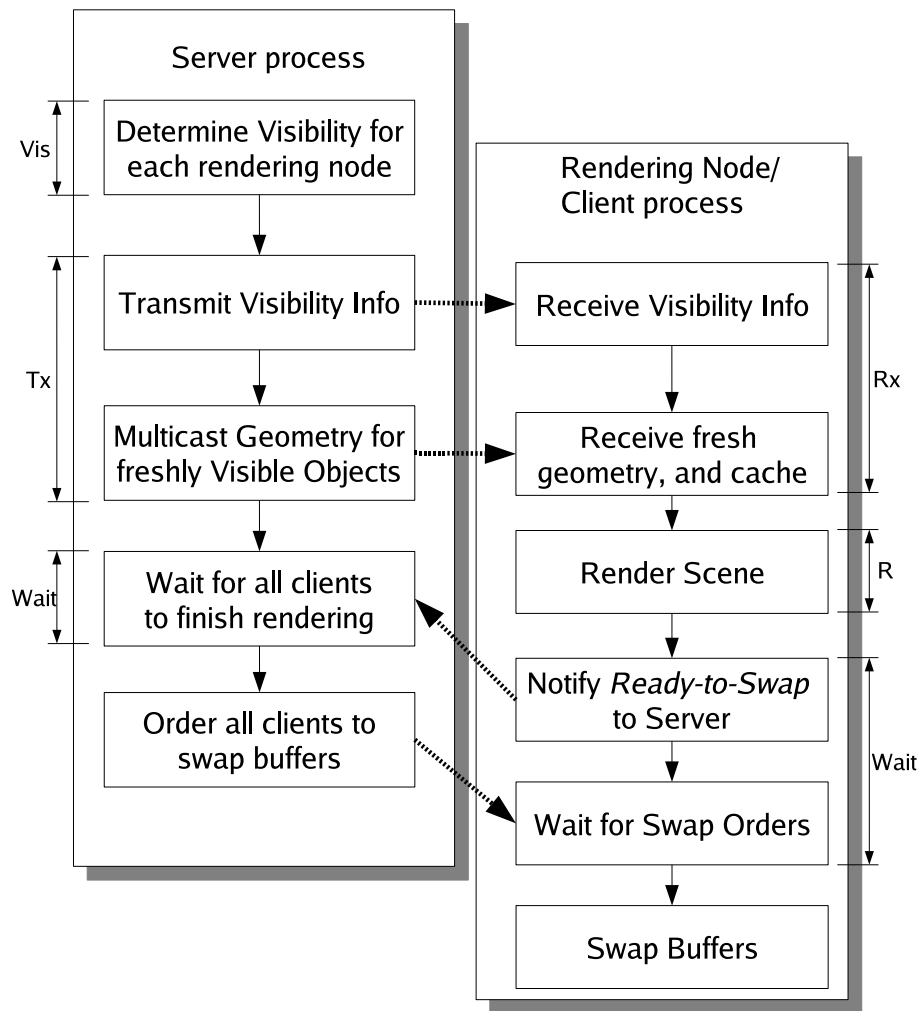 Server process
Vis
Determine Visibility for
each rendering node
Tx
Transmit Visibility Info
Multicast Geometry for
freshly Visible Objects
Wait
Wait for all clients
to finish rendering
Order all clients to
swap buffers
Rendering Node/
Client process
Receive Visibility Info
Rx
Receive fresh
geometry, and cache
Render Scene
R
Notify Ready-to-Swap
to Server
Wait
Wait for Swap Orders
Swap Buffers